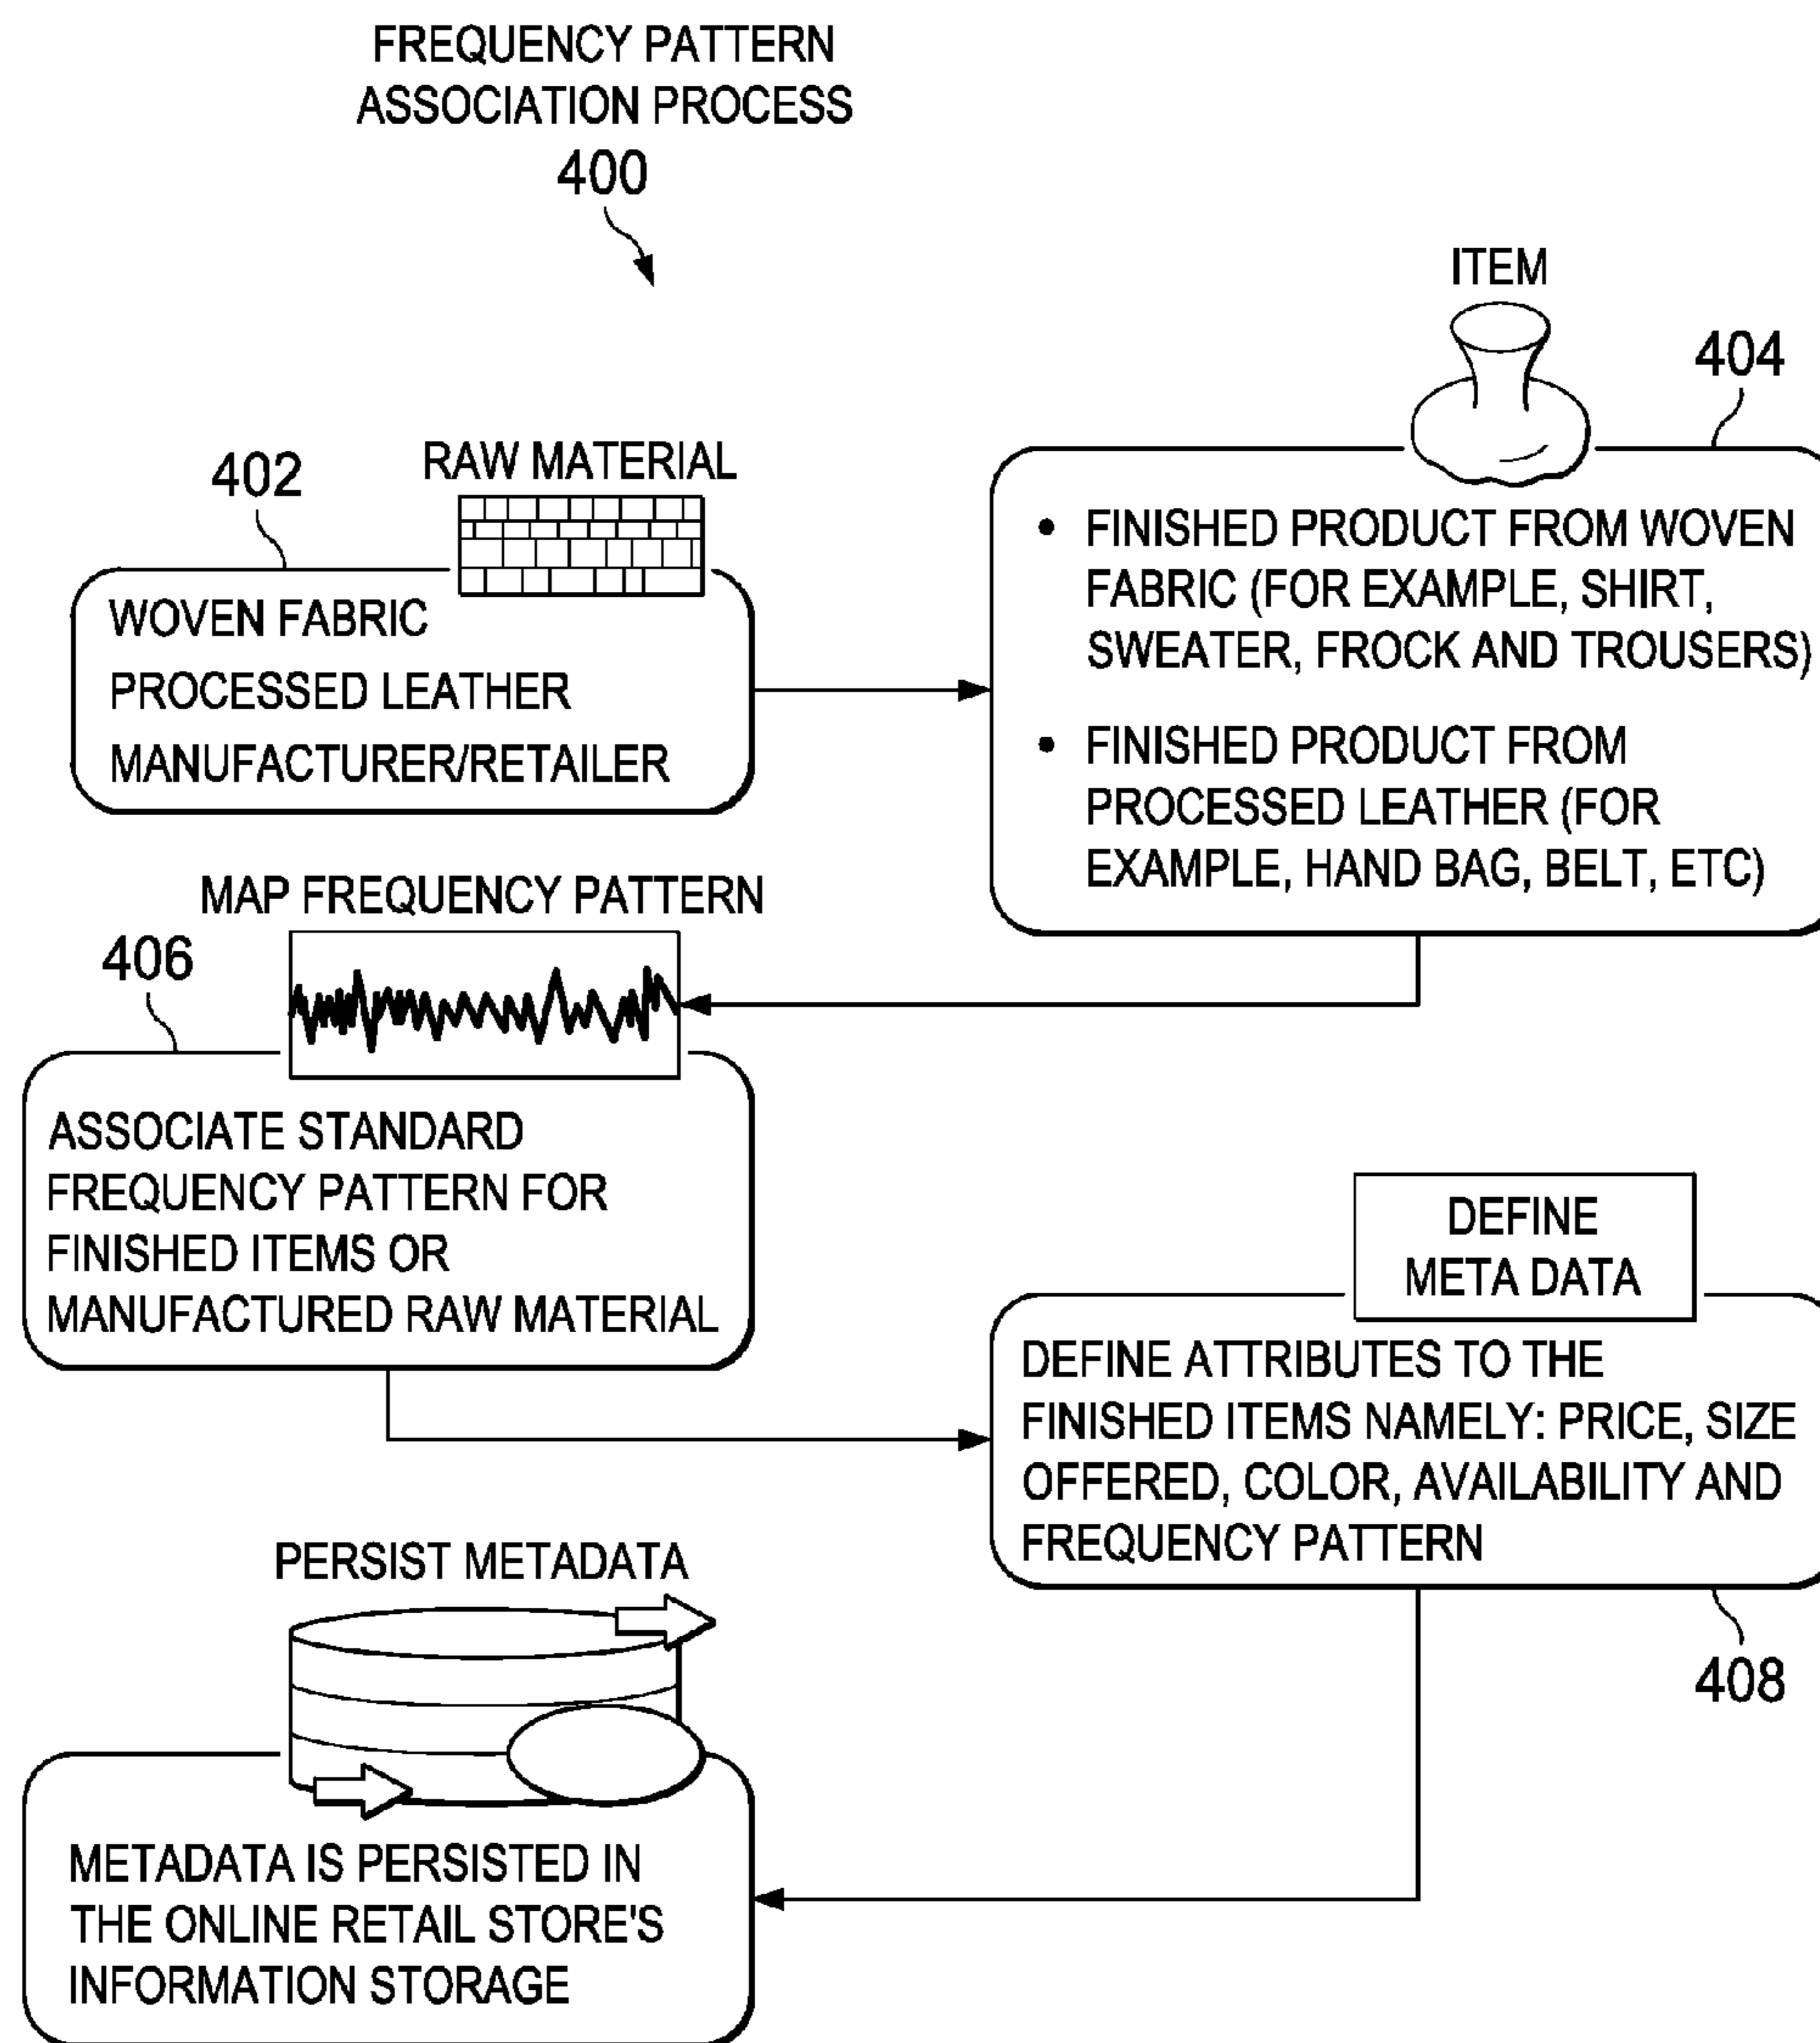 FREQUENCY PATTERN
ASSOCIATION PROCESS
400
ITEM
404
402
RAW MATERIAL
WOVEN FABRIC
PROCESSED LEATHER
MANUFACTURER/RETAILER
• FINISHED PRODUCT FROM WOVEN
FABRIC (FOR EXAMPLE, SHIRT,
SWEATER, FROCK AND TROUSERS)
• FINISHED PRODUCT FROM
PROCESSED LEATHER (FOR
EXAMPLE, HAND BAG, BELT, ETC)
MAP FREQUENCY PATTERN
406
ASSOCIATE STANDARD
FREQUENCY PATTERN FOR
FINISHED ITEMS OR
MANUFACTURED RAW MATERIAL
DEFINE
META DATA
DEFINE ATTRIBUTES TO THE
FINISHED ITEMS NAMELY: PRICE, SIZE
OFFERED, COLOR, AVAILABILITY AND
FREQUENCY PATTERN
408
PERSIST METADATA
METADATA IS PERSISTED IN
THE ONLINE RETAIL STORE'S
INFORMATION STORAGE